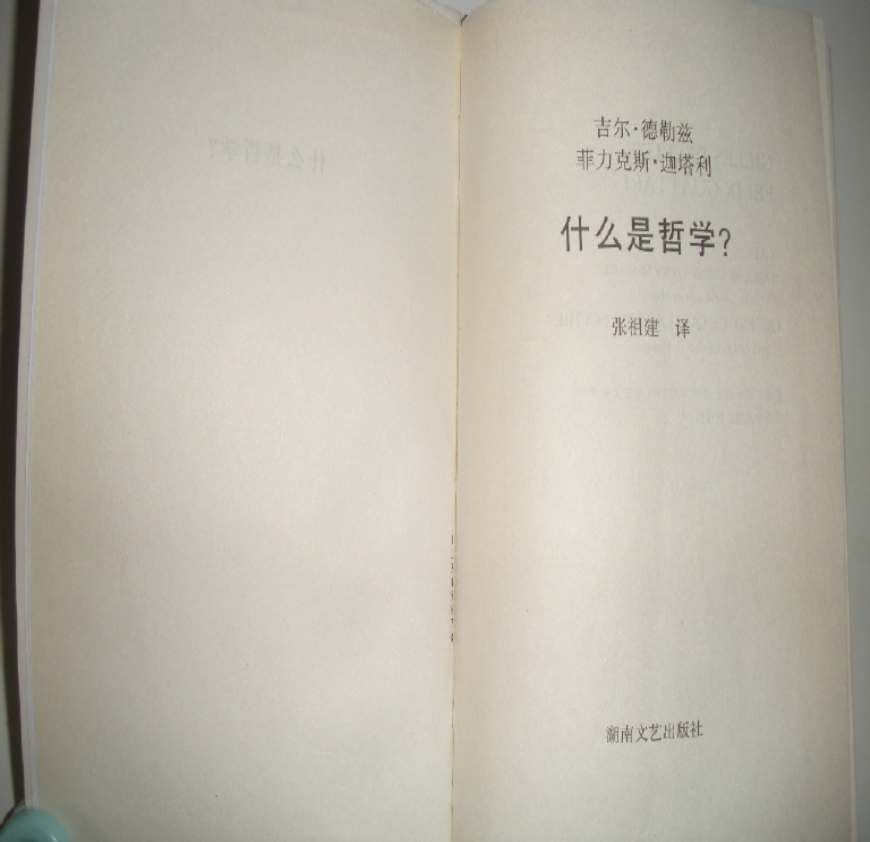 吉尔·德勒兹
菲力克斯·迦塔利
什么是哲学?
张祖建 译
湖南文艺出版社